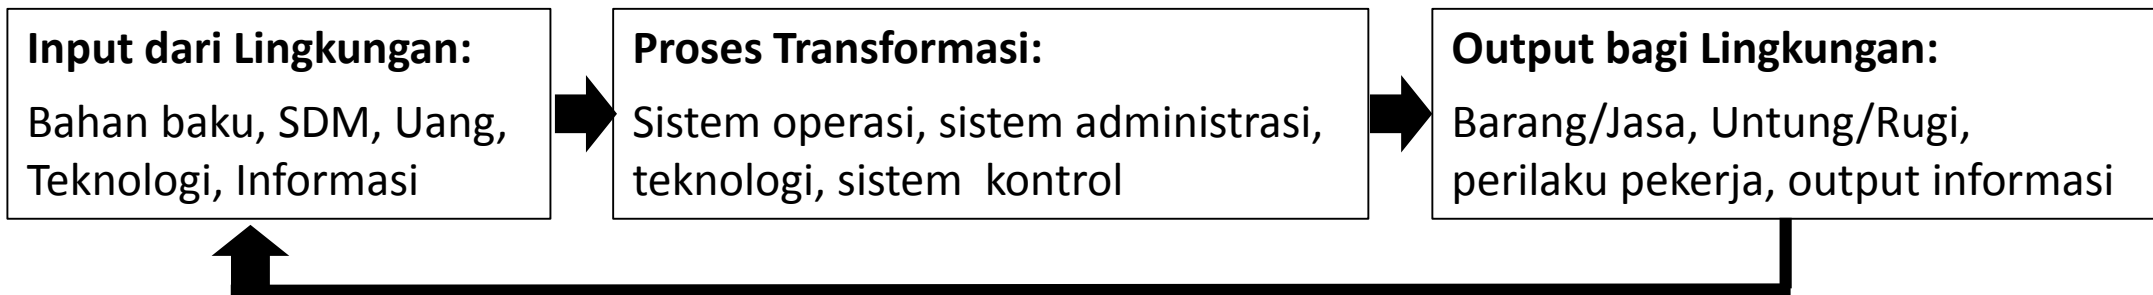 Input dari Lingkungan:
Bahan baku, SDM, Uang,
Teknologi, Informasi
Proses Transformasi:
Sistem operasi, sistem administrasi,
teknologi, sistem  kontrol
Output bagi Lingkungan:
Barang/Jasa, Untung/Rugi,
perilaku pekerja, output informasi